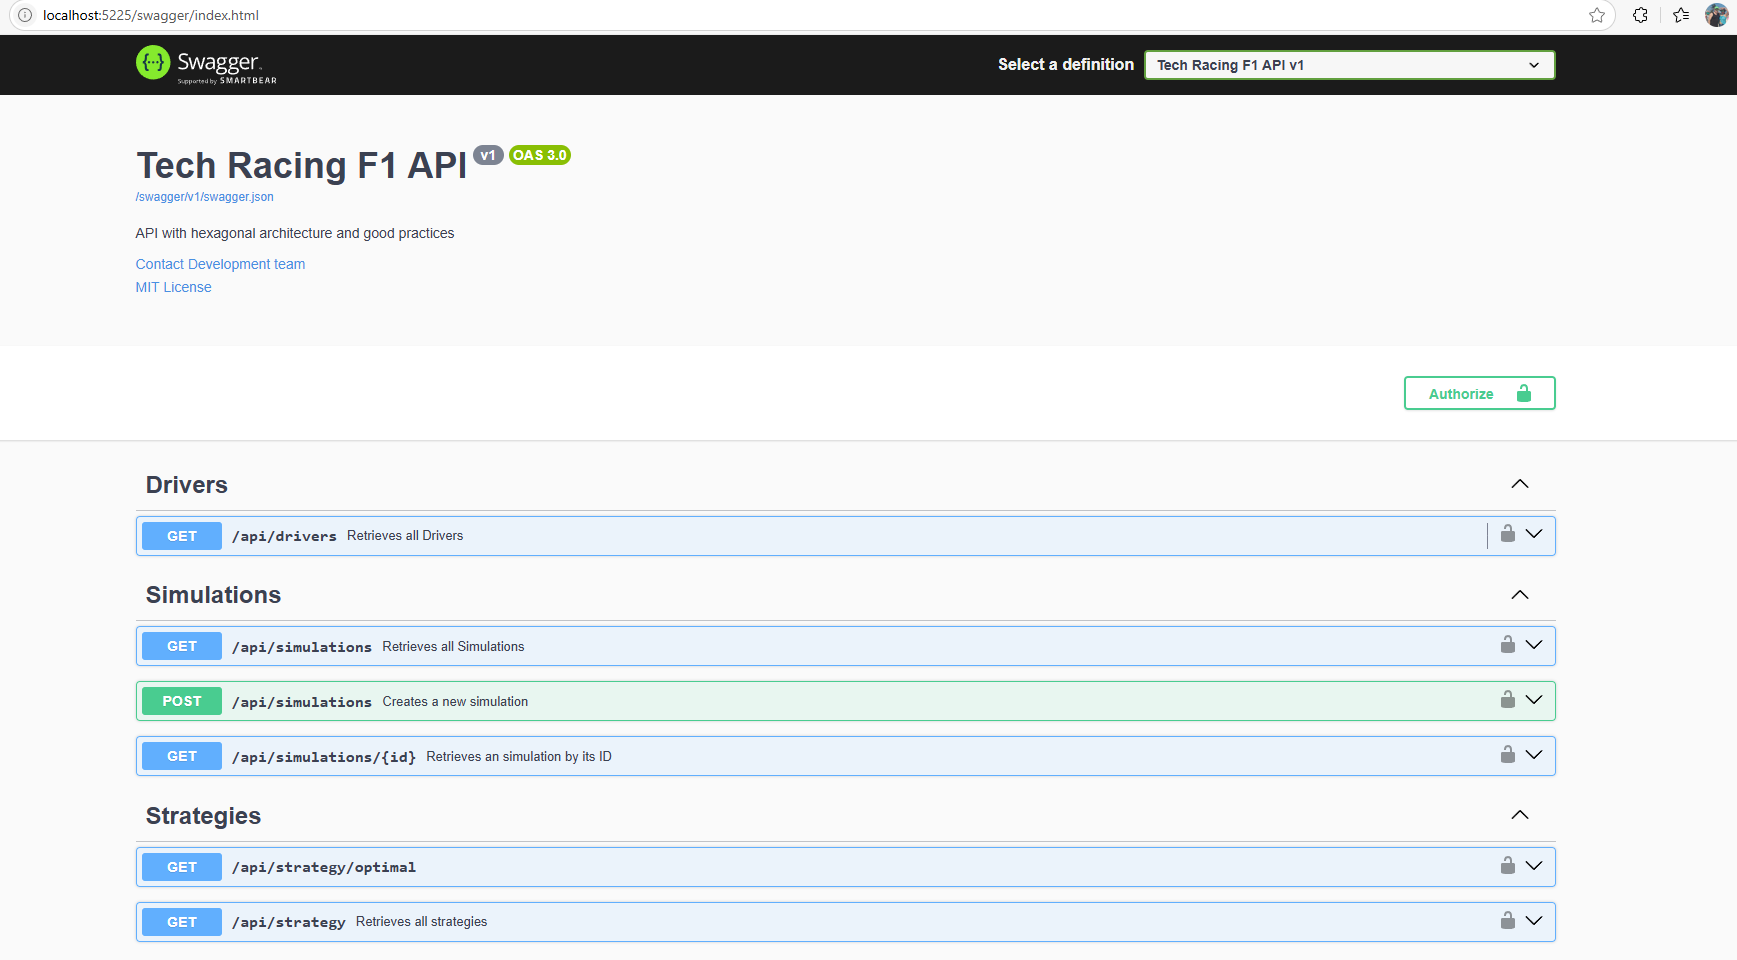 localhost:5225/swagger/index.html
{···} Swagger
Supported by SMARTBEAR
Select a definition
Tech Racing F1 API v1
Tech Racing F1 API v1 OAS 3.0
/swagger/v1/swagger.json
API with hexagonal architecture and good practices
Contact Development team
MIT License
Authorize
Drivers
GET /api/drivers Retrieves all Drivers
Simulations
GET /api/simulations Retrieves all Simulations
POST /api/simulations Creates a new simulation
GET /api/simulations/{id} Retrieves an simulation by its ID
Strategies
GET /api/strategy/optimal
GET /api/strategy Retrieves all strategies